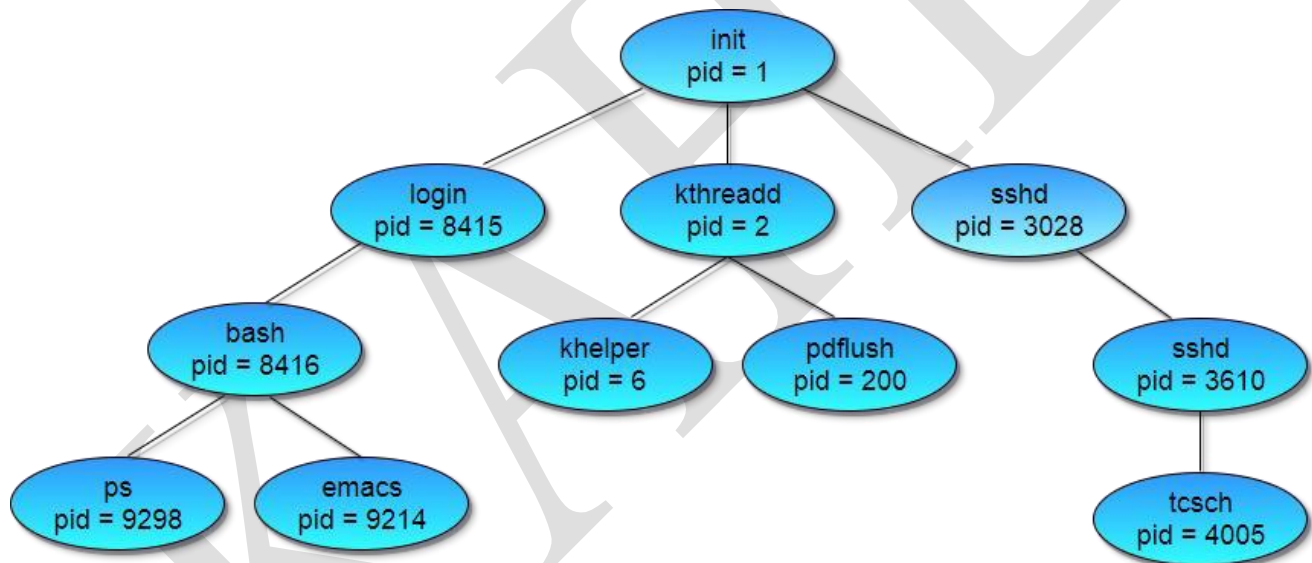 init
pid = 1
login
pid = 8415
kthreadd
pid = 2
sshd
pid = 3028
bash
pid = 8416
khelper
pid = 6
pdflush
pid = 200
sshd
pid = 3610
ps
pid = 9298
emacs
pid = 9214
tcsch
pid = 4005